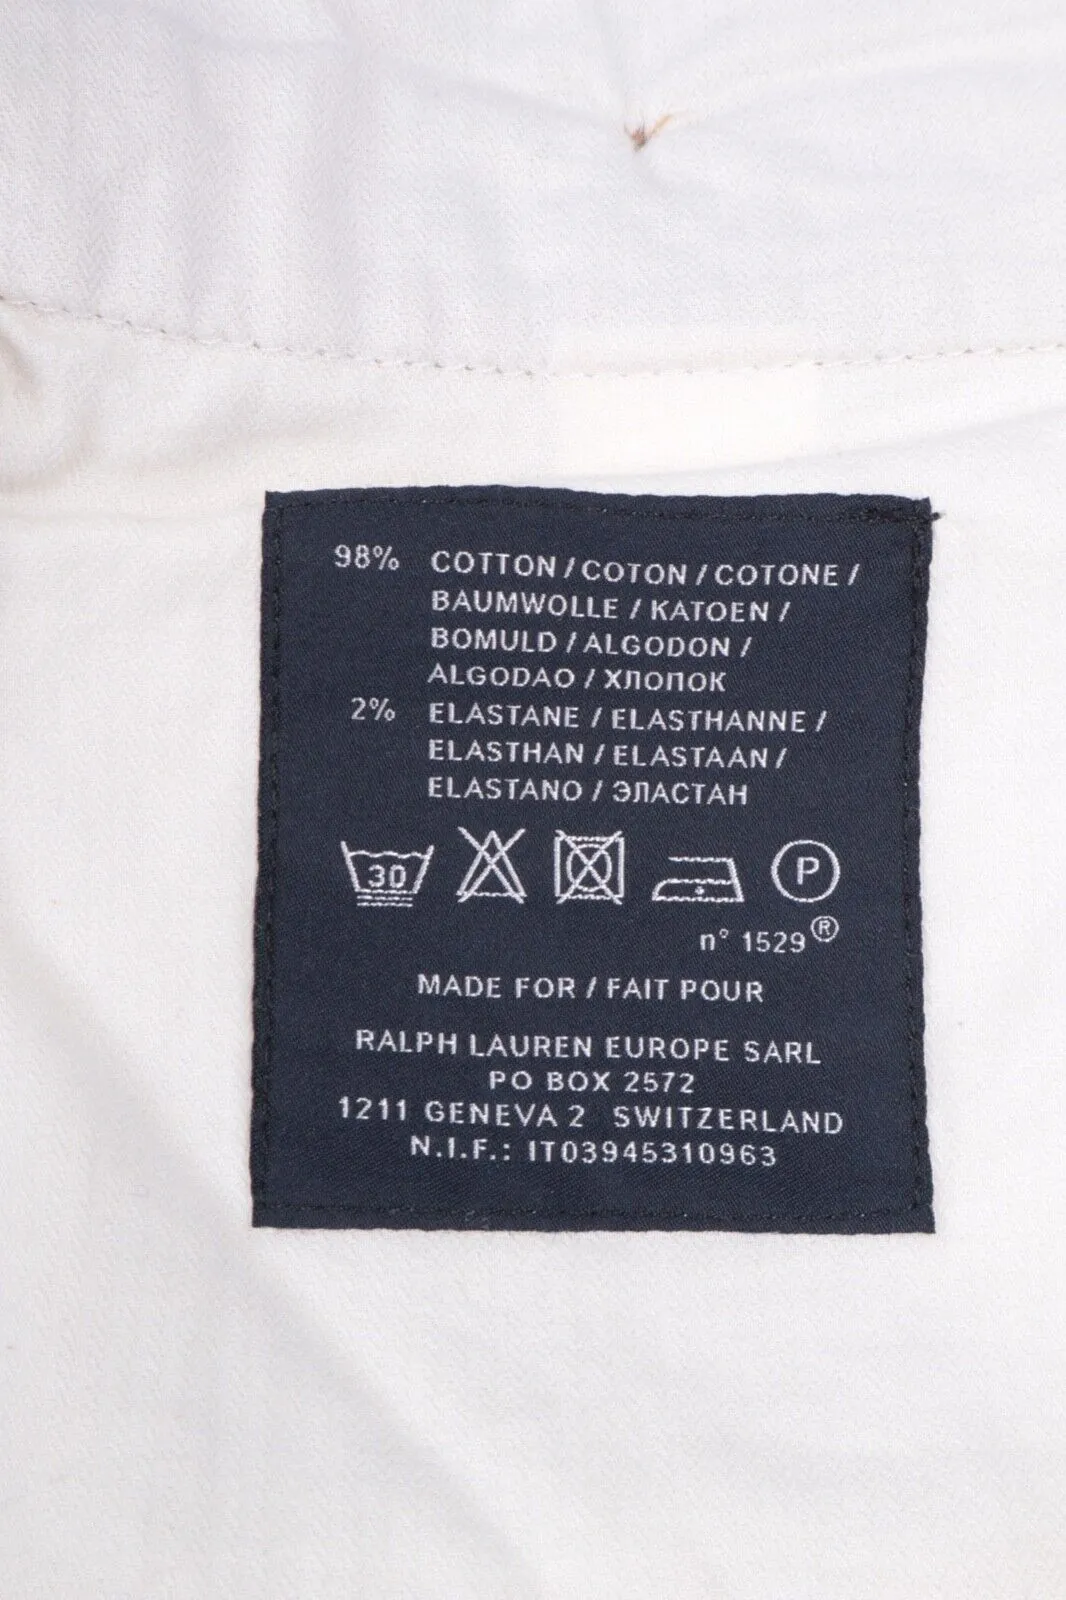 98% COTTON / COTON / COTONE /
BAUMWOLLE / KATOEN /
BOMULD / ALGODON /
ALGODAO / ХЛОПОК
2% ELASTANE / ELASTHANNE /
ELASTHAN / ELASTAAN /
ELASTANO / ЭЛАСТАН
30 P
n° 1529®
MADE FOR / FAIT POUR
RALPH LAUREN EUROPE SARL
PO BOX 2572
1211 GENEVA 2 SWITZERLAND
N.I.F.: IT03945310963